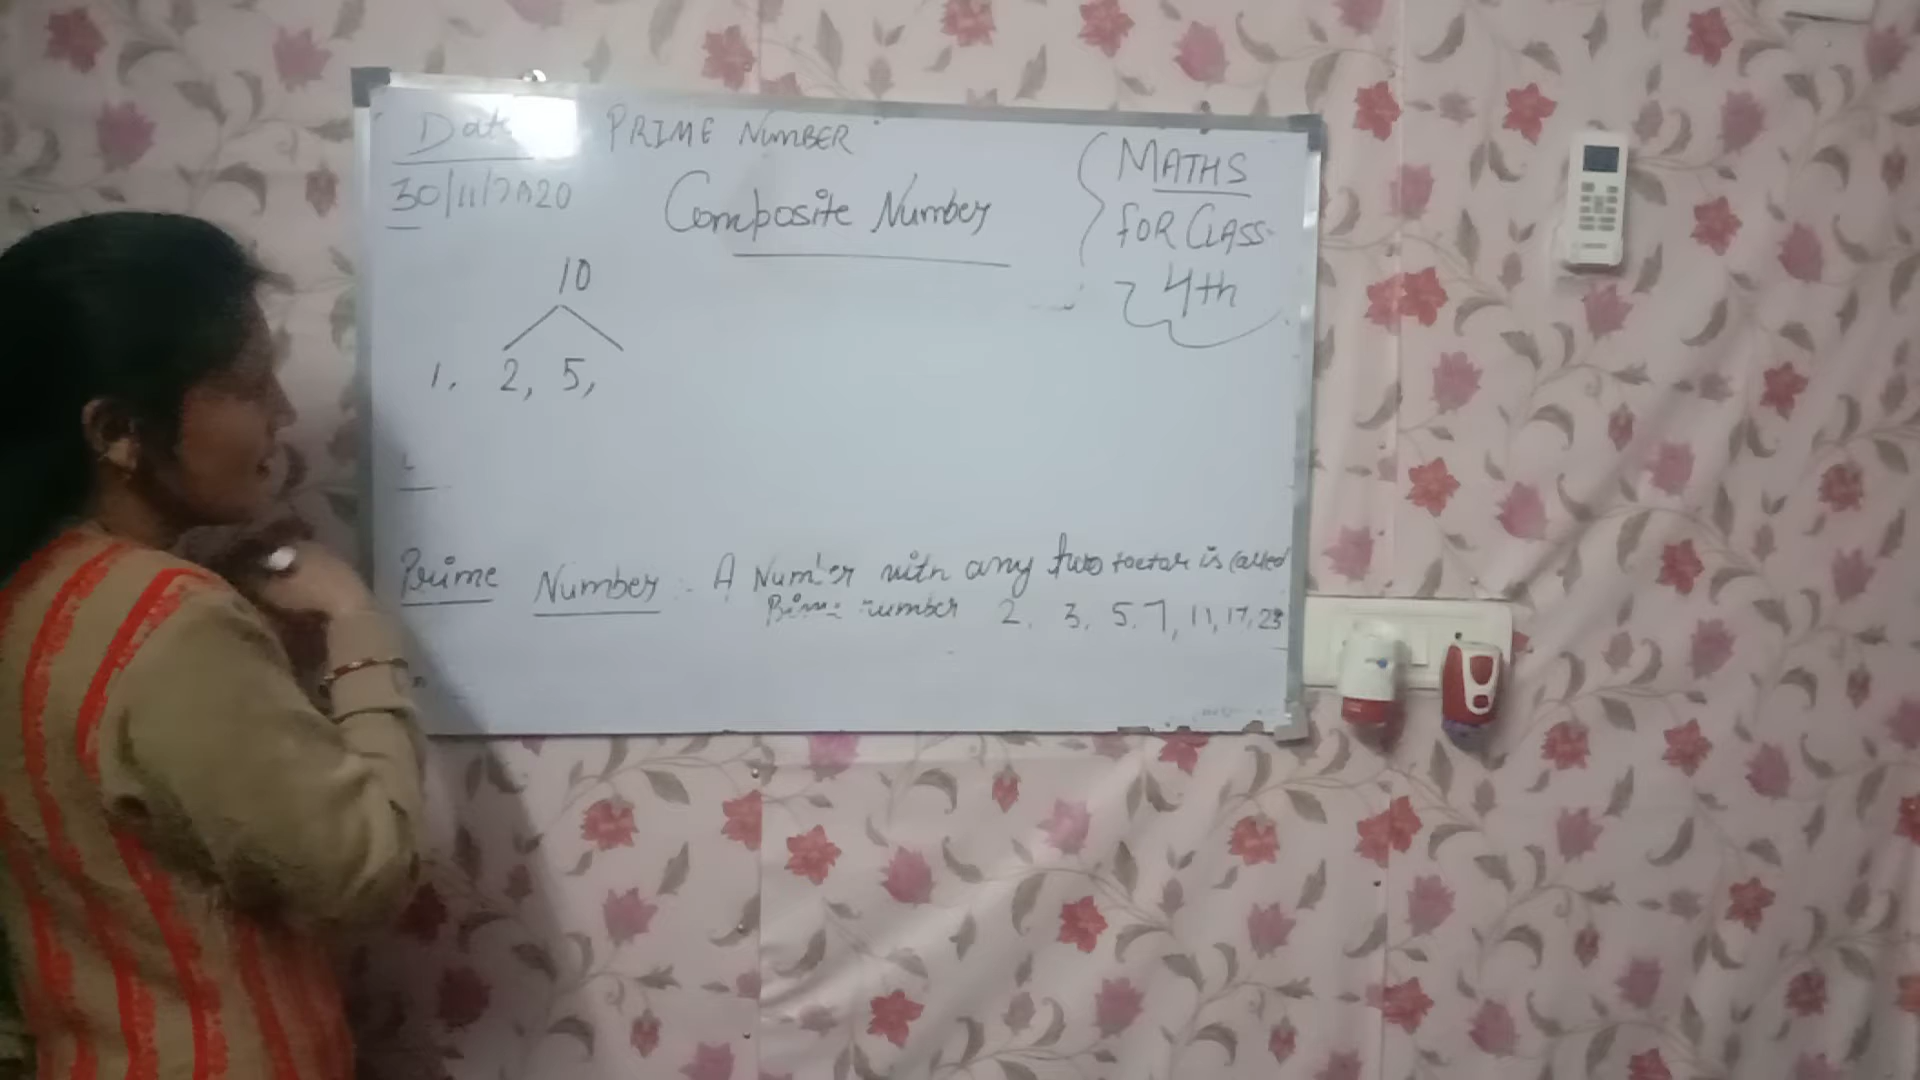 Date
30/11/2020
PRIME NUMBER
Composite Number
MATHS
FOR CLASS
4th
10
1, 2, 5,
Prime Number :- A Number with any two factor is called
Prime number 2, 3, 5, 7, 11, 17, 23